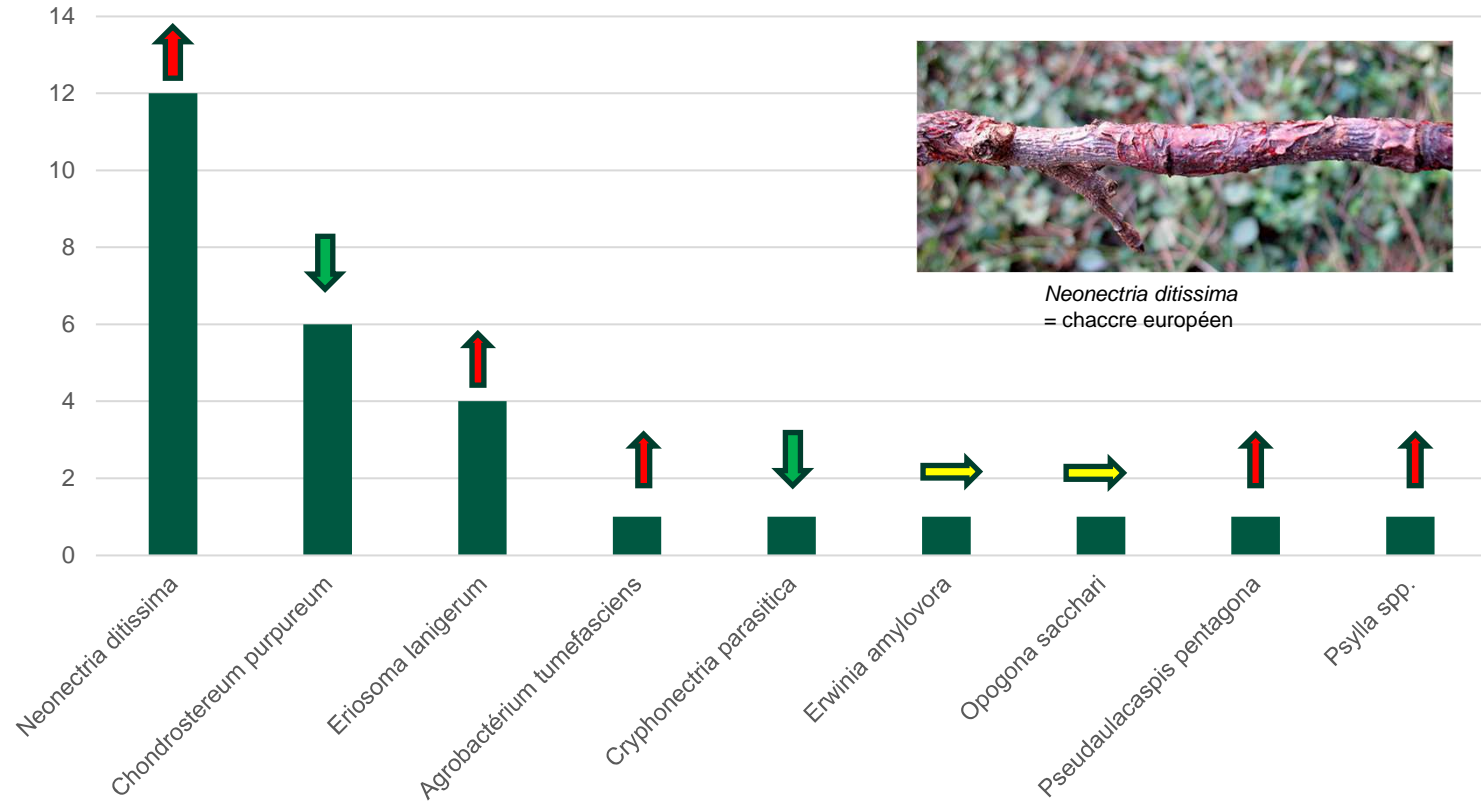 14
12
10
8
6
4
2
0
Neonectria ditissima
= chaccre européen
Neonectria ditissima
Chondrostereum purpureum
Eriosoma lanigerum
Agrobactérium tumefasciens
Cryphonectria parasitica
Erwinia amylovora
Opogona sacchari
Pseudaulacaspis pentagona
Psylla spp.